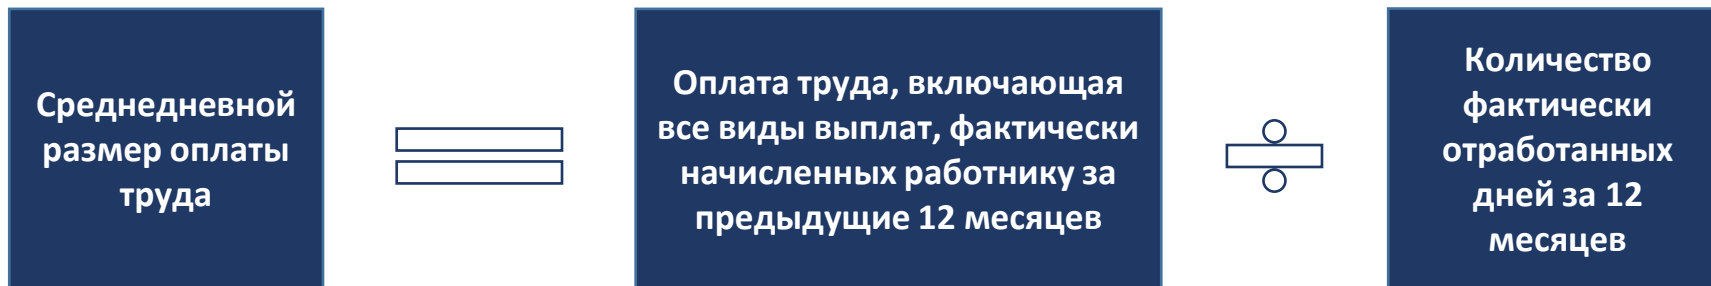 Среднедневной
размер оплаты
труда
Оплата труда, включающая
все виды выплат, фактически
начисленных работнику за
предыдущие 12 месяцев
Количество
фактически
отработанных
дней за 12
месяцев